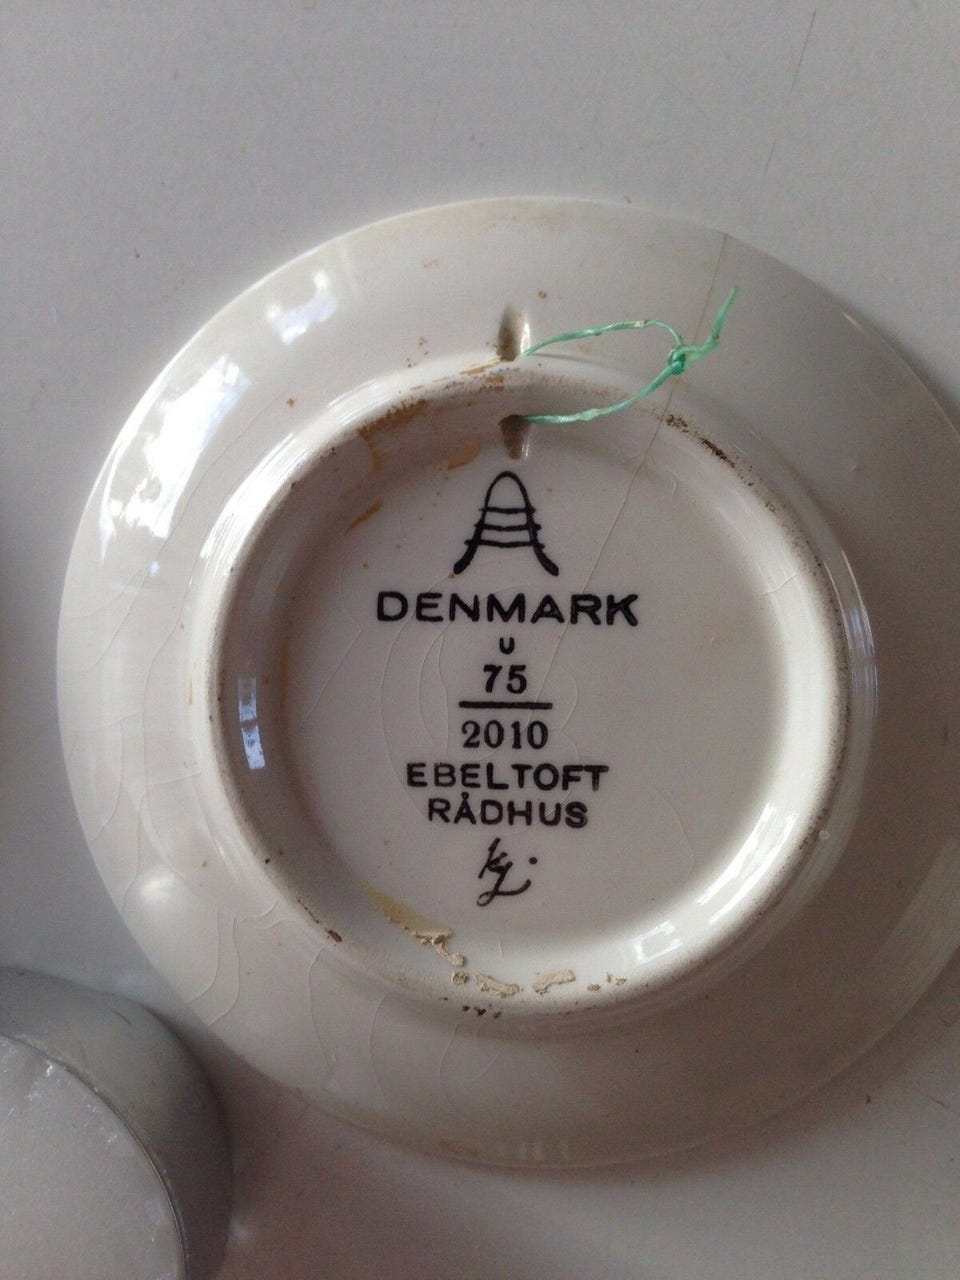 DENMARK
U
75
2010
EBELTOFT
RÅDHUS